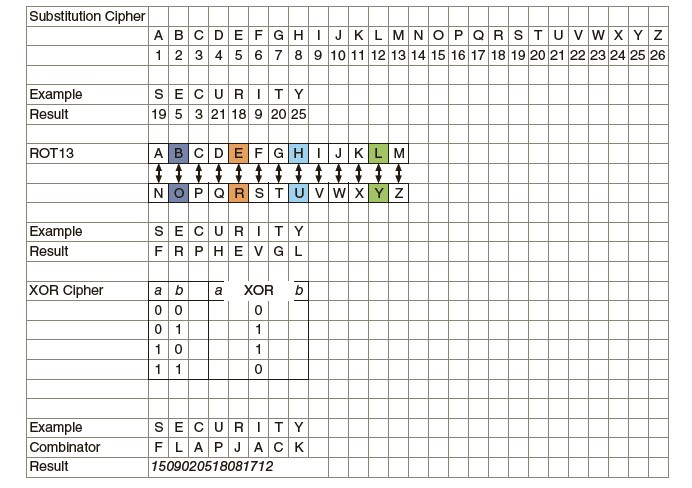 Substitution Cipher
A B C D E F G H I J K L M N O P Q R S T U V W X Y Z
1 2 3 4 5 6 7 8 9 10 11 12 13 14 15 16 17 18 19 20 21 22 23 24 25 26
Example S E C U R I T Y
Result 19 5 3 21 18 9 20 25
ROT13 A B C D E F G H I J K L M
N O P Q R S T U V W X Y Z
Example S E C U R I T Y
Result F R P H E V G L
XOR Cipher a b a XOR b
0 0 0
0 1 1
1 0 1
1 1 0
Example S E C U R I T Y
Combinator F L A P J A C K
Result 1509020518081712